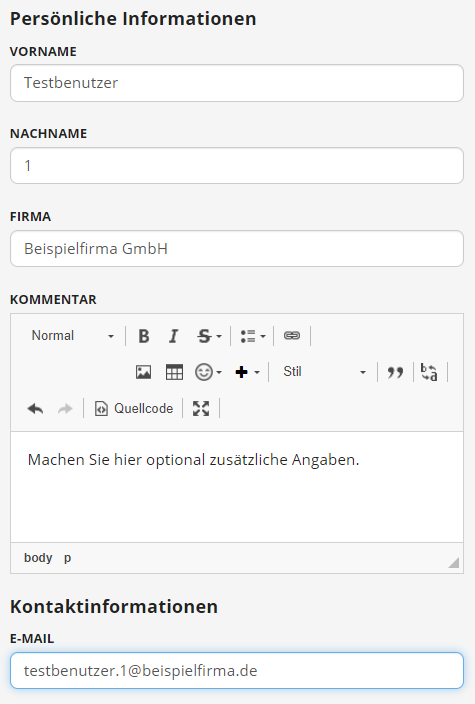 Persönliche Informationen
VORNAME
Testbenutzer
NACHNAME
1
FIRMA
Beispielfirma GmbH
KOMMENTAR
Normal B I S
Stil
Quellcode
Machen Sie hier optional zusätzliche Angaben.
body p
Kontaktinformationen
E-MAIL
testbenutzer.1@beispielfirma.de